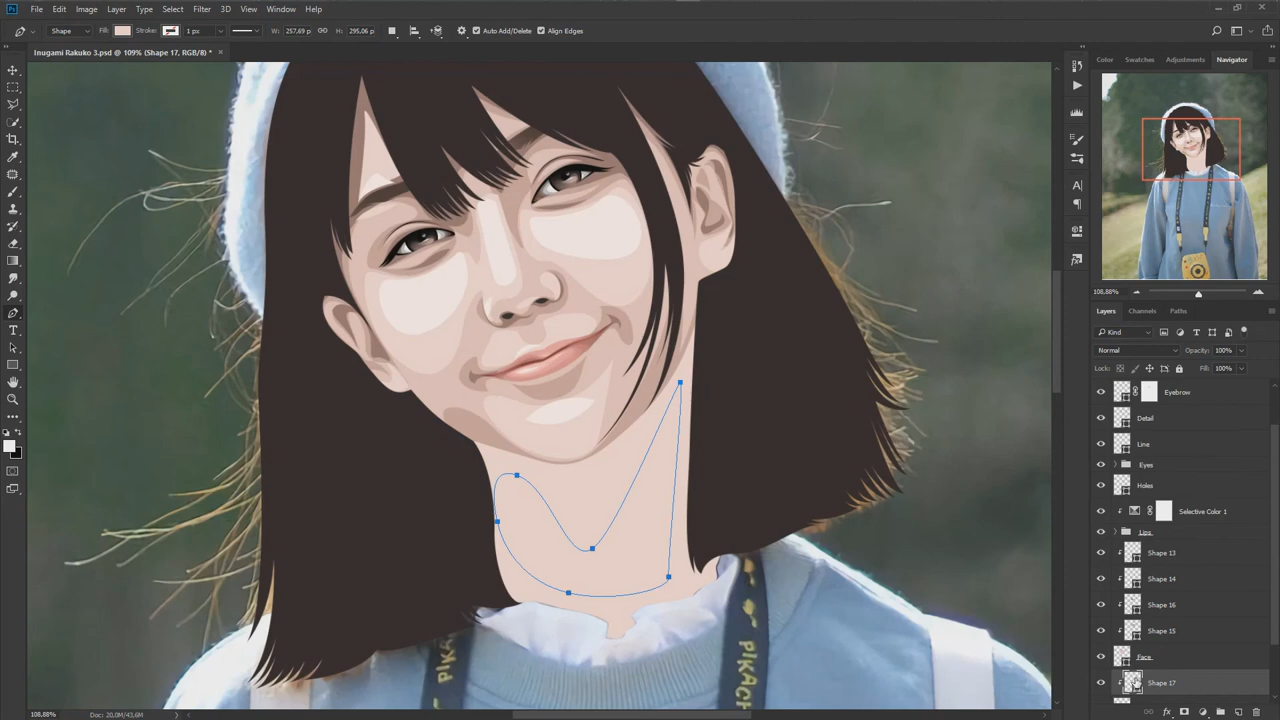 Ps File Edit Image Layer Type Select Filter 3D View Window Help
Shape Fill: Stroke: 1 px W: 257,69 p H: 295,06 p Auto Add/Delete Align Edges
Inugami Rakuko 3.psd @ 109% (Shape 17, RGB/8) * ×
Color Swatches Adjustments Navigator
108,88%
Layers Channels Paths
Kind
Normal Opacity: 100%
Lock: Fill: 100%
Eyebrow
Detail
Line
Eyes
Holes
Selective Color 1
Lips
Shape 13
Shape 14
Shape 16
Shape 15
Face
Shape 17
108,88% Doc: 20,0M/43,6M